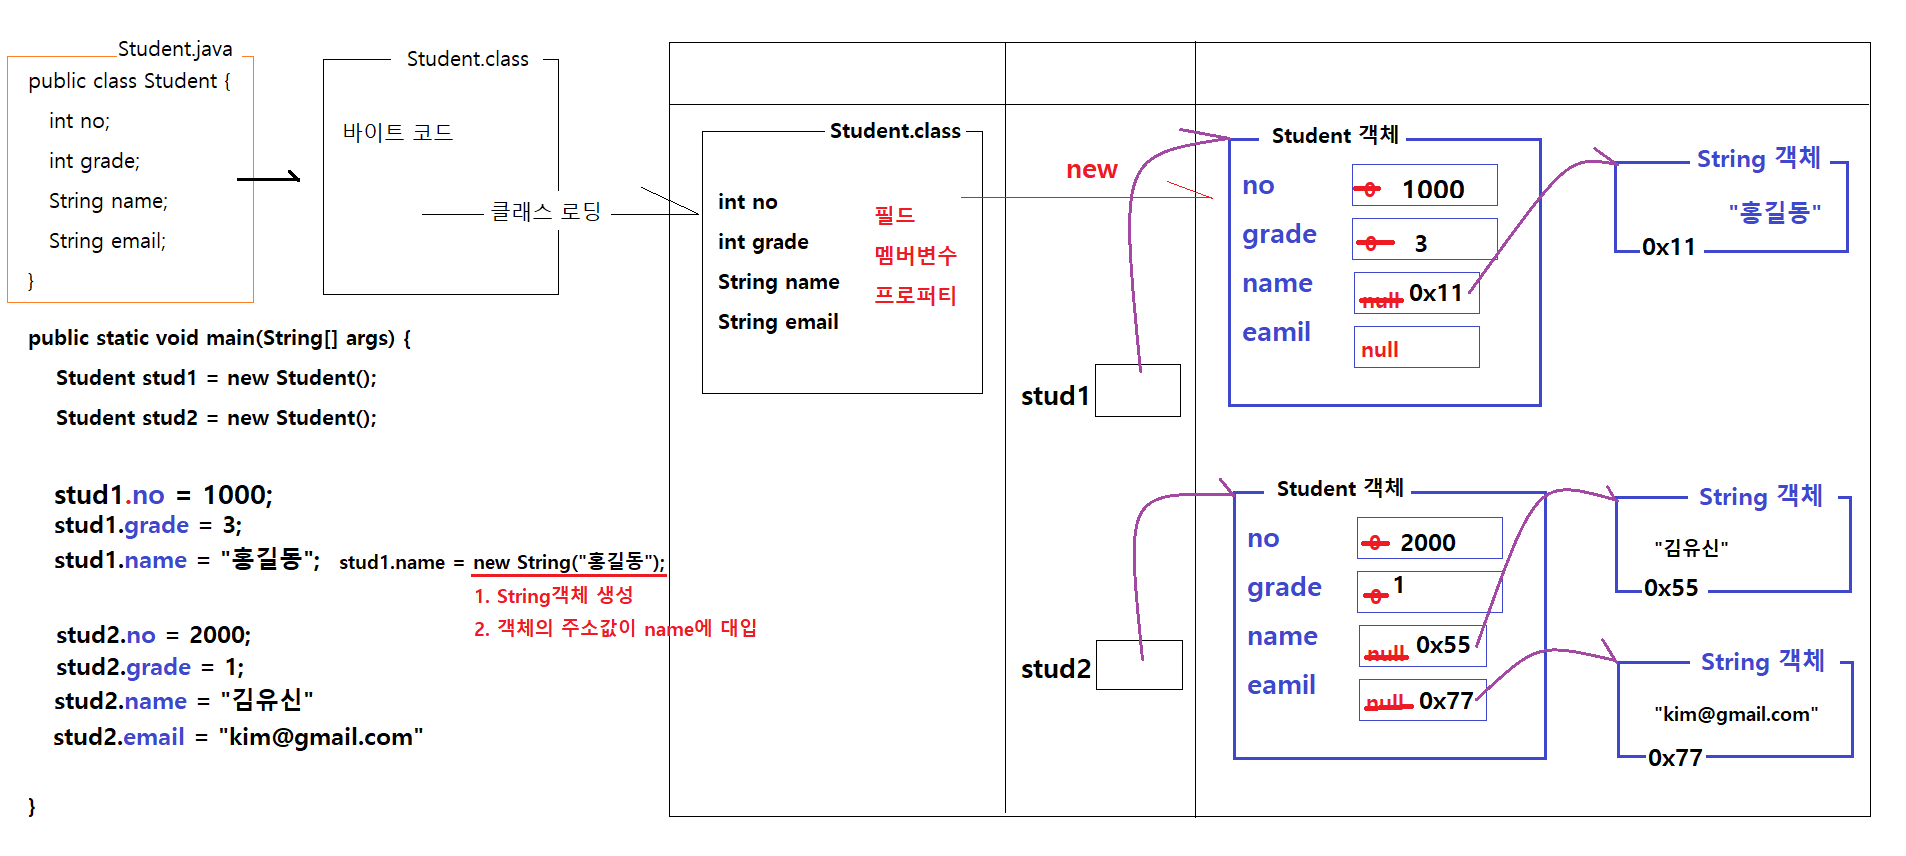 Student.java
public class Student {
int no;
int grade;
String name;
String email;
}
Student.class
바이트 코드
클래스 로딩
public static void main(String[] args) {
Student stud1 = new Student();
Student stud2 = new Student();
stud1.no = 1000;
stud1.grade = 3;
stud1.name = "홍길동"; stud1.name = new String("홍길동");
1. String객체 생성
2. 객체의 주소값이 name에 대입
stud2.no = 2000;
stud2.grade = 1;
stud2.name = "김유신"
stud2.email = "kim@gmail.com"
}
Student.class
int no
int grade
String name
String email
필드
멤버변수
프로퍼티
new
stud1
stud2
Student 객체
no 0 1000
grade 0 3
name null 0x11
eamil null
String 객체
"홍길동"
0x11
Student 객체
no 0 2000
grade 0 1
name null 0x55
eamil null 0x77
String 객체
"김유신"
0x55
String 객체
"kim@gmail.com"
0x77